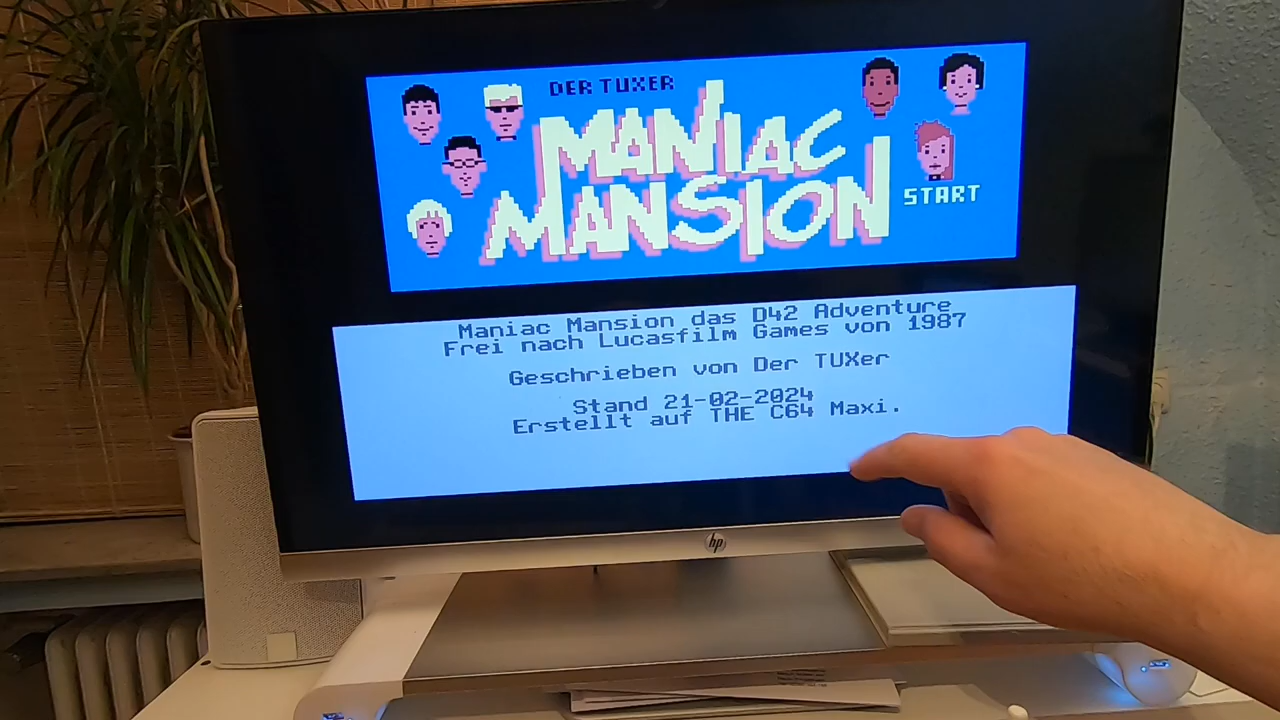 DER TUXER
MANIAC
MANSION
START
Maniac Mansion das D42 Adventure
Frei nach Lucasfilm Games von 1987
Geschrieben von Der TUXer
Stand 21-02-2024
Erstellt auf THE C64 Maxi.
hp